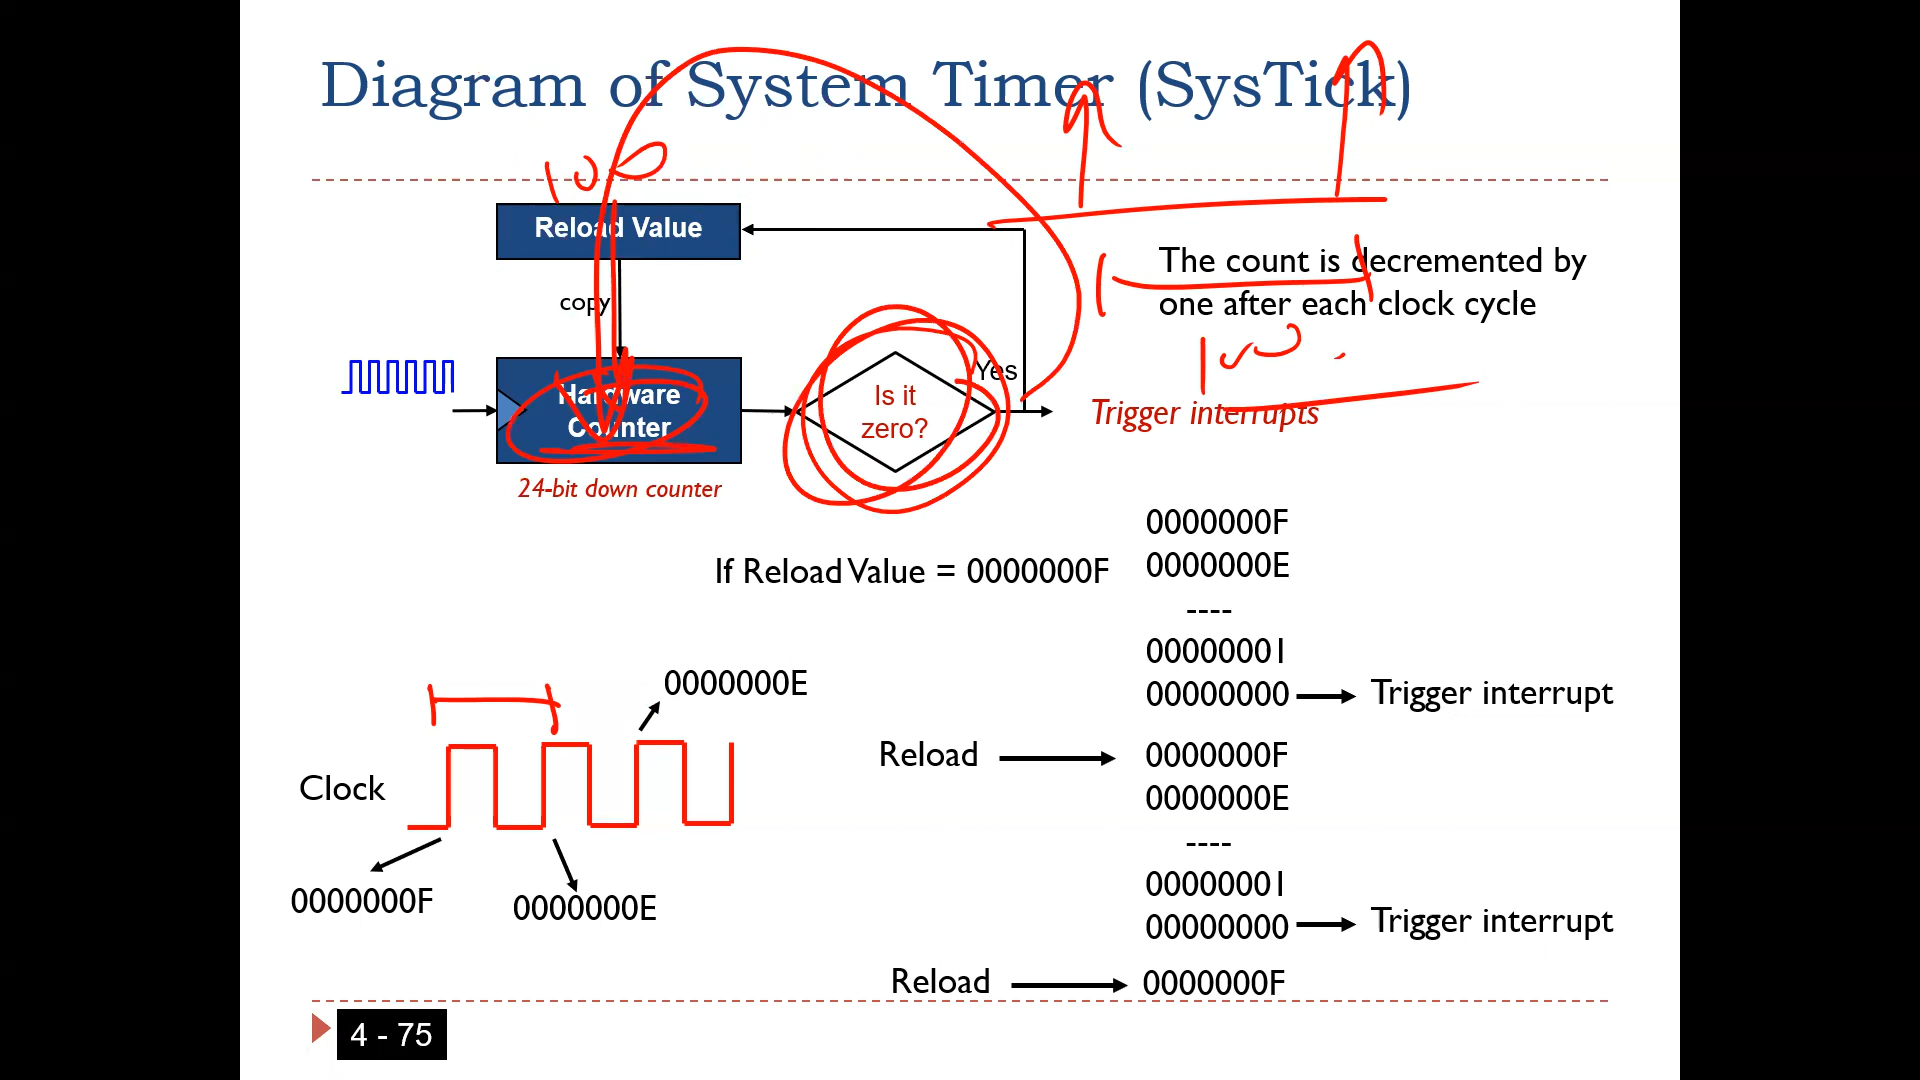 Diagram of System Timer (SysTick)
100
Reload Value
copy
The count is decremented by
one after each clock cycle
100
Hardware
Counter
Is it
zero?
Yes
Trigger interrupts
24-bit down counter
If Reload Value = 0000000F
0000000F
0000000E
----
00000001
00000000
Trigger interrupt
Reload
0000000F
0000000E
----
00000001
00000000
Trigger interrupt
Reload
0000000F
0000000E
Clock
0000000F
0000000E
4 - 75